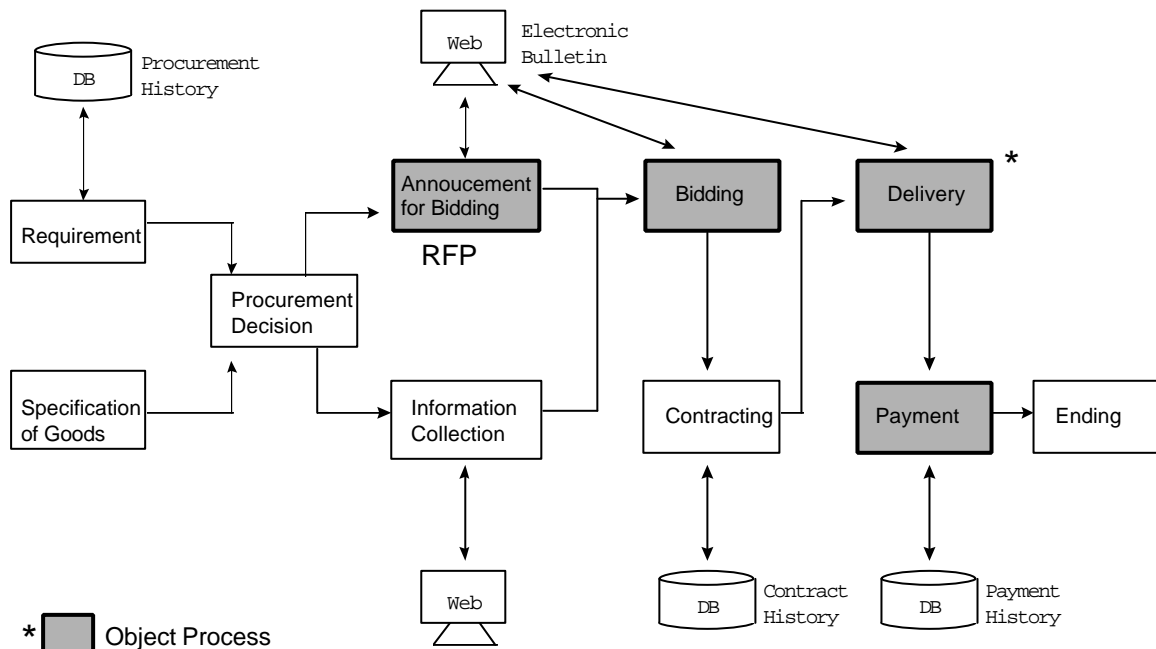 Web
Electronic
Bulletin
DB
Procurement
History
Annoucement
for Bidding
RFP
Bidding
Delivery
*
Requirement
Procurement
Decision
Specification
of Goods
Information
Collection
Contracting
Payment
Ending
Web
DB
Contract
History
DB
Payment
History
* Object Process